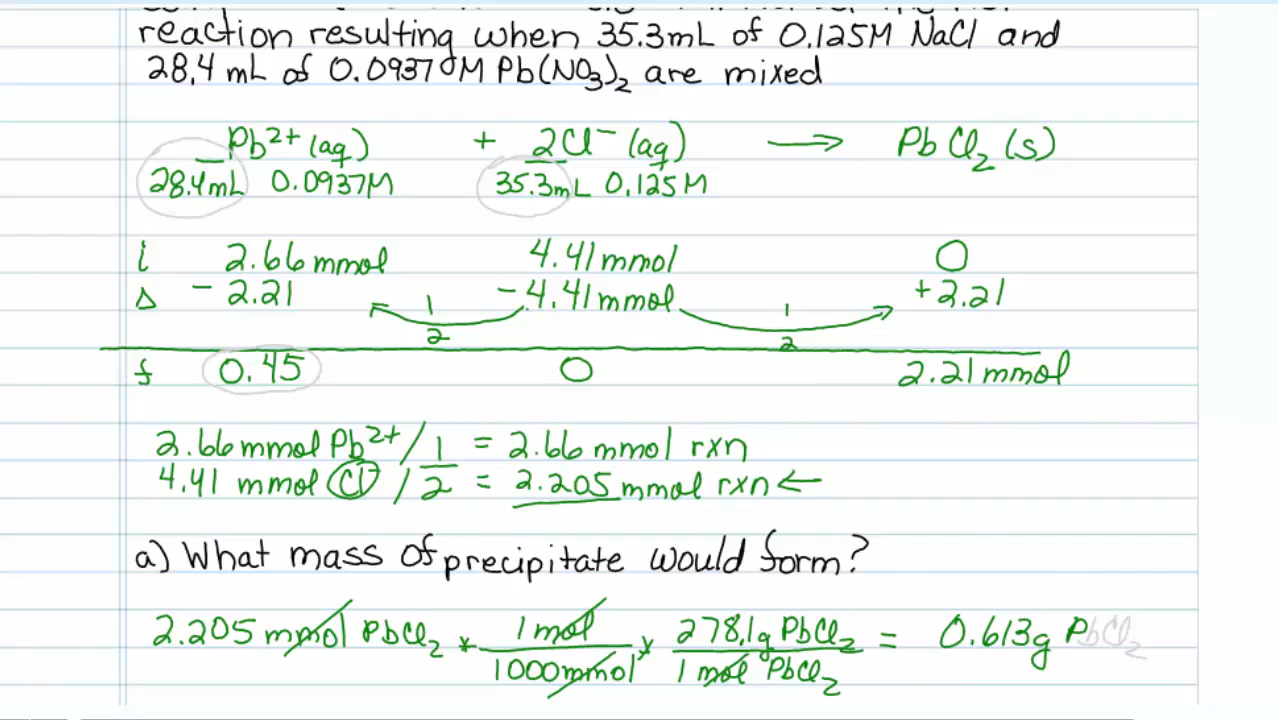 reaction resulting when 35.3mL of 0.125M NaCl and
28.4 mL of 0.0937 M Pb(NO₃)₂ are mixed
Pb²⁺ (aq) + 2Cl⁻ (aq) → PbCl₂ (s)
28.4mL 0.0937M 35.3mL 0.125M
i 2.66 mmol 4.41 mmol 0
Δ - 2.21 - 4.41 mmol + 2.21
1/2 1/2
f 0.45 0 2.21 mmol
2.66 mmol Pb²⁺ / 1 = 2.66 mmol rxn
4.41 mmol Cl⁻ / 2 = 2.205 mmol rxn ←
a) What mass of precipitate would form?
2.205 mmol PbCl₂ * 1 mol / 1000 mmol * 278.1g PbCl₂ / 1 mol PbCl₂ = 0.613g PbCl₂